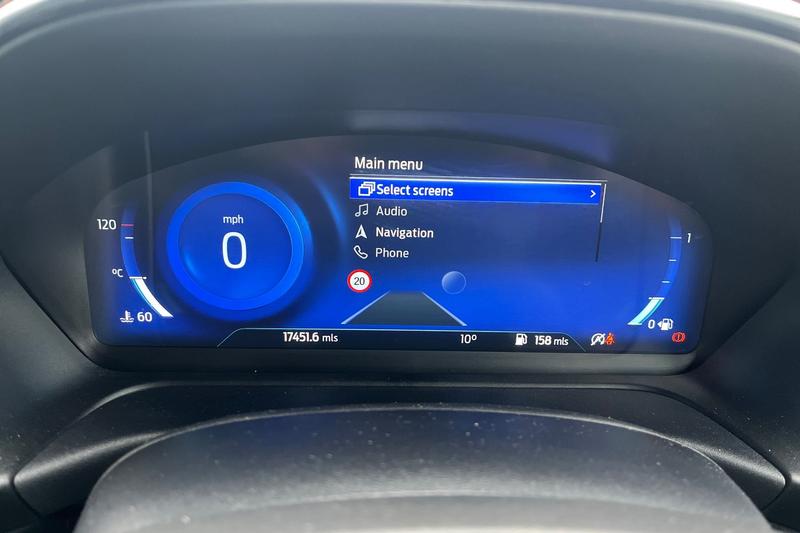 Main menu
Select screens >
Audio
Navigation
Phone
mph
0
120
°C
60
20
1
0
17451.6 mls
10°
158 mls